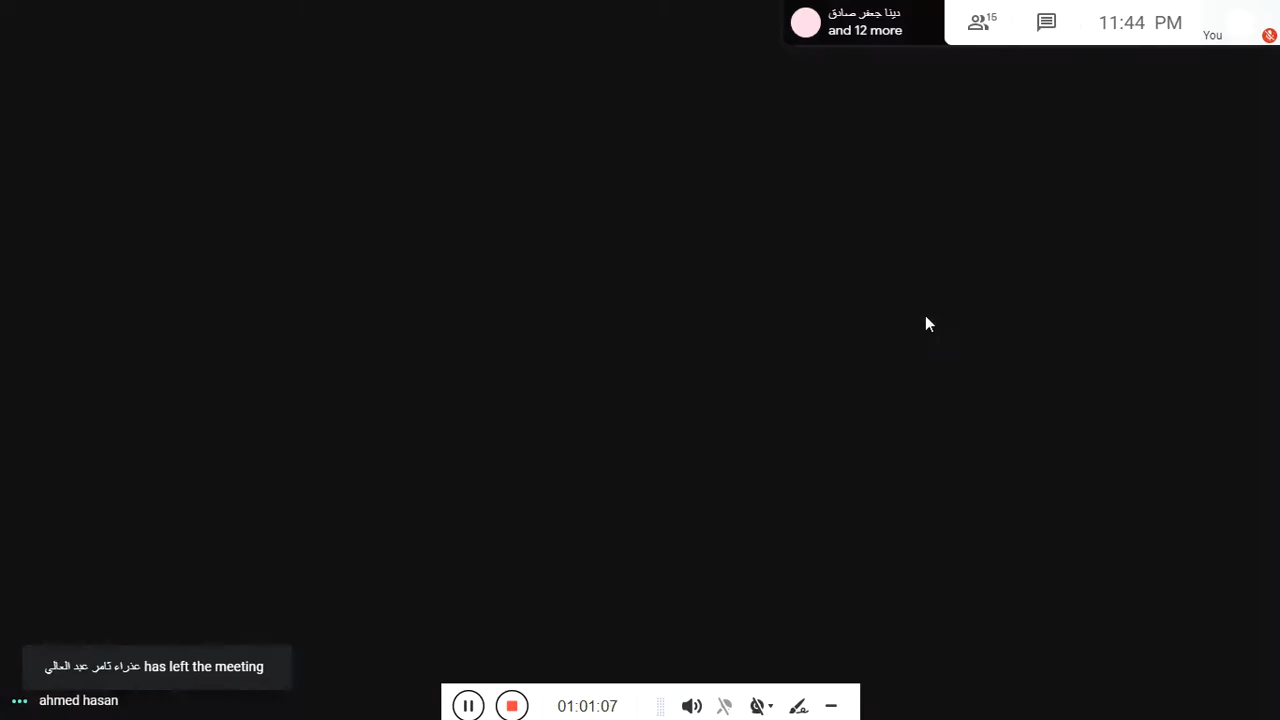 دينا جعفر صادق
and 12 more
15
11:44 PM
You
عذراء ثامر عبد العالي has left the meeting
ahmed hasan
01:01:07